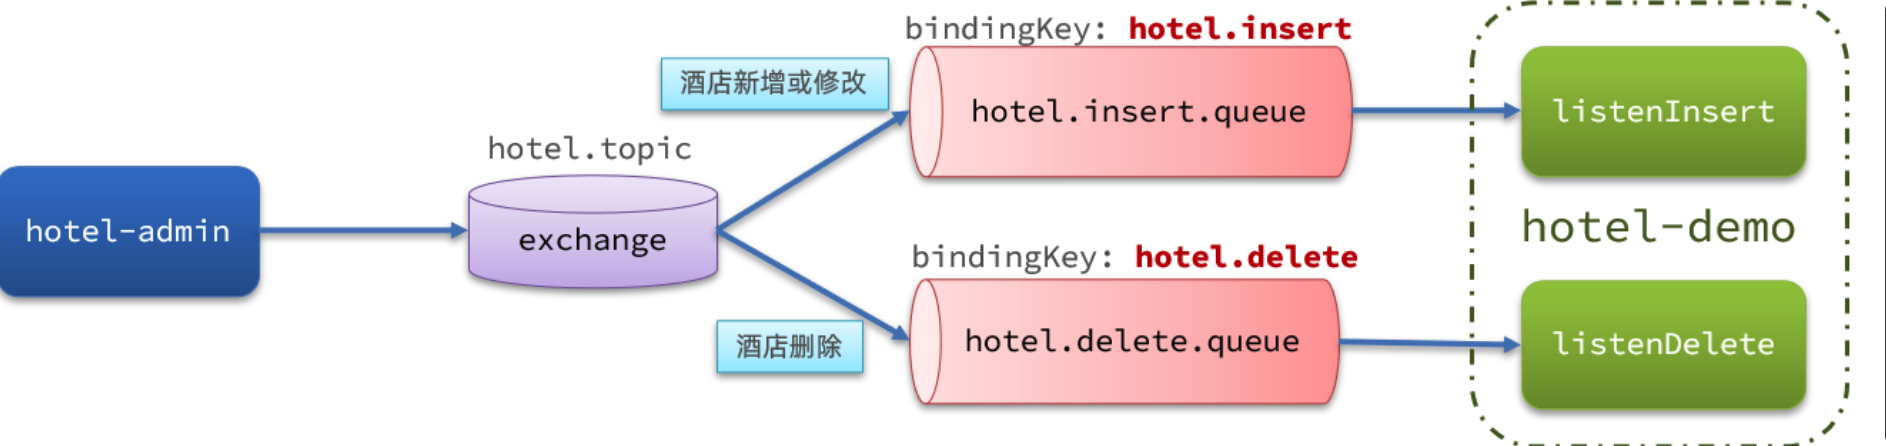 bindingKey: hotel.insert
酒店新增或修改
hotel.insert.queue
listenInsert
hotel.topic
hotel-admin
exchange
hotel-demo
bindingKey: hotel.delete
酒店删除
hotel.delete.queue
listenDelete